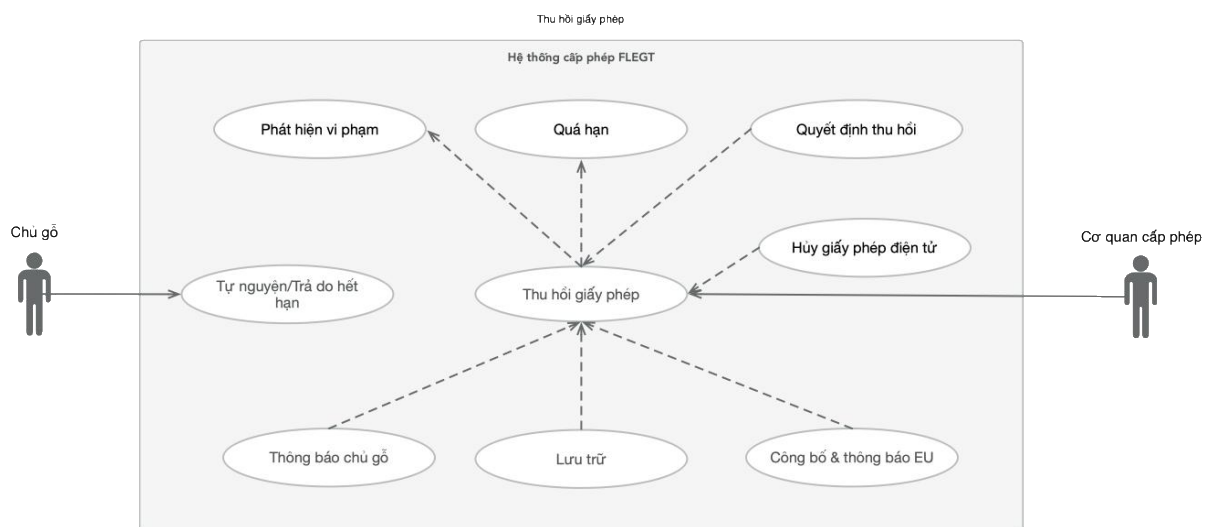 Thu hồi giấy phép
Hệ thống cấp phép FLEGT
Phát hiện vi phạm
Quá hạn
Quyết định thu hồi
Chủ gỗ
Hủy giấy phép điện tử
Cơ quan cấp phép
Tự nguyện/Trả do hết
hạn
Thu hồi giấy phép
Thông báo chủ gỗ
Lưu trữ
Công bố & thông báo EU